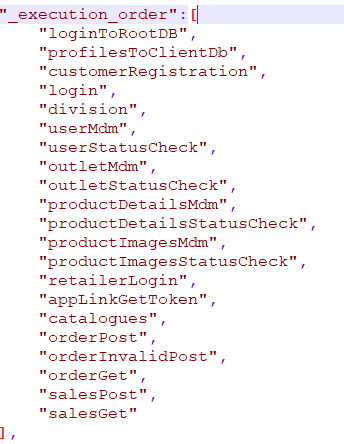 "_execution_order":[
"loginToRootDB",
"profilesToClientDb",
"customerRegistration",
"login",
"division",
"userMdm",
"userStatusCheck",
"outletMdm",
"outletStatusCheck",
"productDetailsMdm",
"productDetailsStatusCheck",
"productImagesMdm",
"productImagesStatusCheck",
"retailerLogin",
"appLinkGetToken",
"catalogues",
"orderPost",
"orderInvalidPost",
"orderGet",
"salesPost",
"salesGet"
],